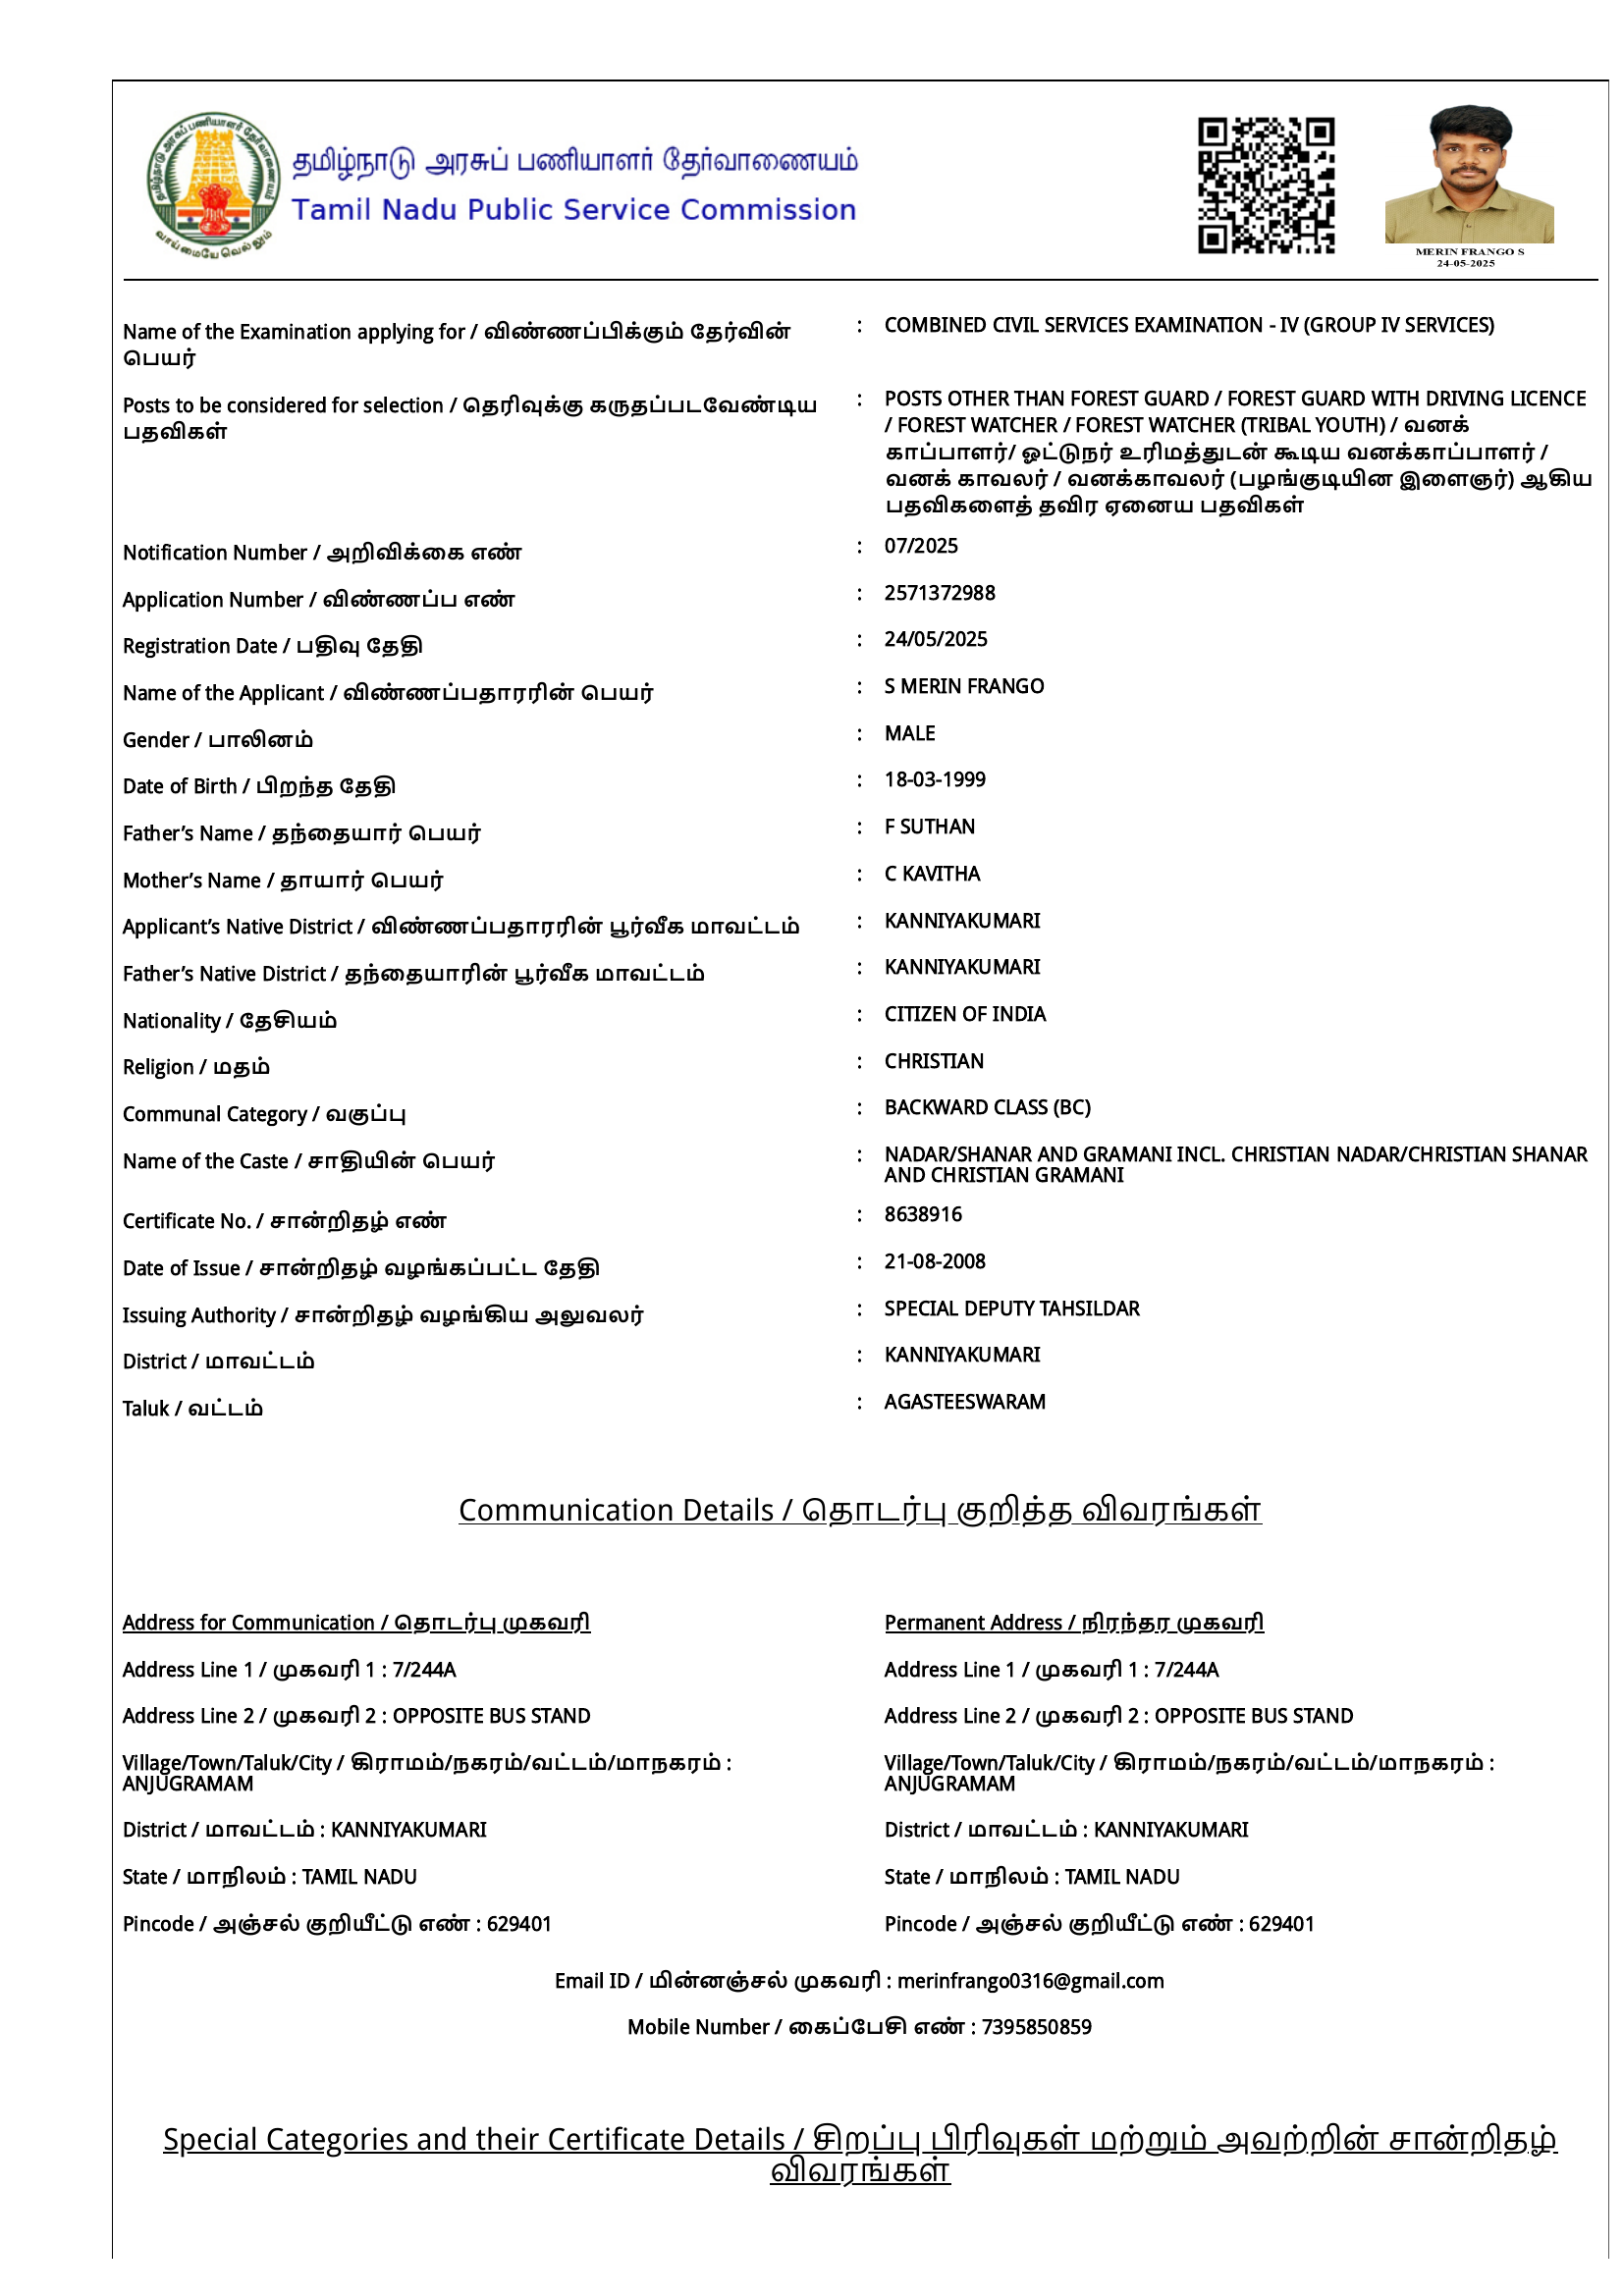 தமிழ்நாடு அரசுப் பணியாளர் தேர்வாணையம்
வாய்மையே வெல்லும்
தமிழ்நாடு அரசுப் பணியாளர் தேர்வாணையம்
Tamil Nadu Public Service Commission
MERIN FRANGO S
24-05-2025
Name of the Examination applying for / விண்ணப்பிக்கும் தேர்வின்
பெயர்
: COMBINED CIVIL SERVICES EXAMINATION - IV (GROUP IV SERVICES)
Posts to be considered for selection / தெரிவுக்கு கருதப்படவேண்டிய
பதவிகள்
: POSTS OTHER THAN FOREST GUARD / FOREST GUARD WITH DRIVING LICENCE
/ FOREST WATCHER / FOREST WATCHER (TRIBAL YOUTH) / வனக்
காப்பாளர்/ ஓட்டுநர் உரிமத்துடன் கூடிய வனக்காப்பாளர் /
வனக் காவலர் / வனக்காவலர் (பழங்குடியின இளைஞர்) ஆகிய
பதவிகளைத் தவிர ஏனைய பதவிகள்
Notification Number / அறிவிக்கை எண் : 07/2025
Application Number / விண்ணப்ப எண் : 2571372988
Registration Date / பதிவு தேதி : 24/05/2025
Name of the Applicant / விண்ணப்பதாரரின் பெயர் : S MERIN FRANGO
Gender / பாலினம் : MALE
Date of Birth / பிறந்த தேதி : 18-03-1999
Father’s Name / தந்தையார் பெயர் : F SUTHAN
Mother’s Name / தாயார் பெயர் : C KAVITHA
Applicant’s Native District / விண்ணப்பதாரரின் பூர்வீக மாவட்டம் : KANNIYAKUMARI
Father’s Native District / தந்தையாரின் பூர்வீக மாவட்டம் : KANNIYAKUMARI
Nationality / தேசியம் : CITIZEN OF INDIA
Religion / மதம் : CHRISTIAN
Communal Category / வகுப்பு : BACKWARD CLASS (BC)
Name of the Caste / சாதியின் பெயர் : NADAR/SHANAR AND GRAMANI INCL. CHRISTIAN NADAR/CHRISTIAN SHANAR
AND CHRISTIAN GRAMANI
Certificate No. / சான்றிதழ் எண் : 8638916
Date of Issue / சான்றிதழ் வழங்கப்பட்ட தேதி : 21-08-2008
Issuing Authority / சான்றிதழ் வழங்கிய அலுவலர் : SPECIAL DEPUTY TAHSILDAR
District / மாவட்டம் : KANNIYAKUMARI
Taluk / வட்டம் : AGASTEESWARAM
Communication Details / தொடர்பு குறித்த விவரங்கள்
Address for Communication / தொடர்பு முகவரி
Address Line 1 / முகவரி 1 : 7/244A
Address Line 2 / முகவரி 2 : OPPOSITE BUS STAND
Village/Town/Taluk/City / கிராமம்/நகரம்/வட்டம்/மாநகரம் :
ANJUGRAMAM
District / மாவட்டம் : KANNIYAKUMARI
State / மாநிலம் : TAMIL NADU
Pincode / அஞ்சல் குறியீட்டு எண் : 629401
Permanent Address / நிரந்தர முகவரி
Address Line 1 / முகவரி 1 : 7/244A
Address Line 2 / முகவரி 2 : OPPOSITE BUS STAND
Village/Town/Taluk/City / கிராமம்/நகரம்/வட்டம்/மாநகரம் :
ANJUGRAMAM
District / மாவட்டம் : KANNIYAKUMARI
State / மாநிலம் : TAMIL NADU
Pincode / அஞ்சல் குறியீட்டு எண் : 629401
Email ID / மின்னஞ்சல் முகவரி : merinfrango0316@gmail.com
Mobile Number / கைப்பேசி எண் : 7395850859
Special Categories and their Certificate Details / சிறப்பு பிரிவுகள் மற்றும் அவற்றின் சான்றிதழ்
விவரங்கள்